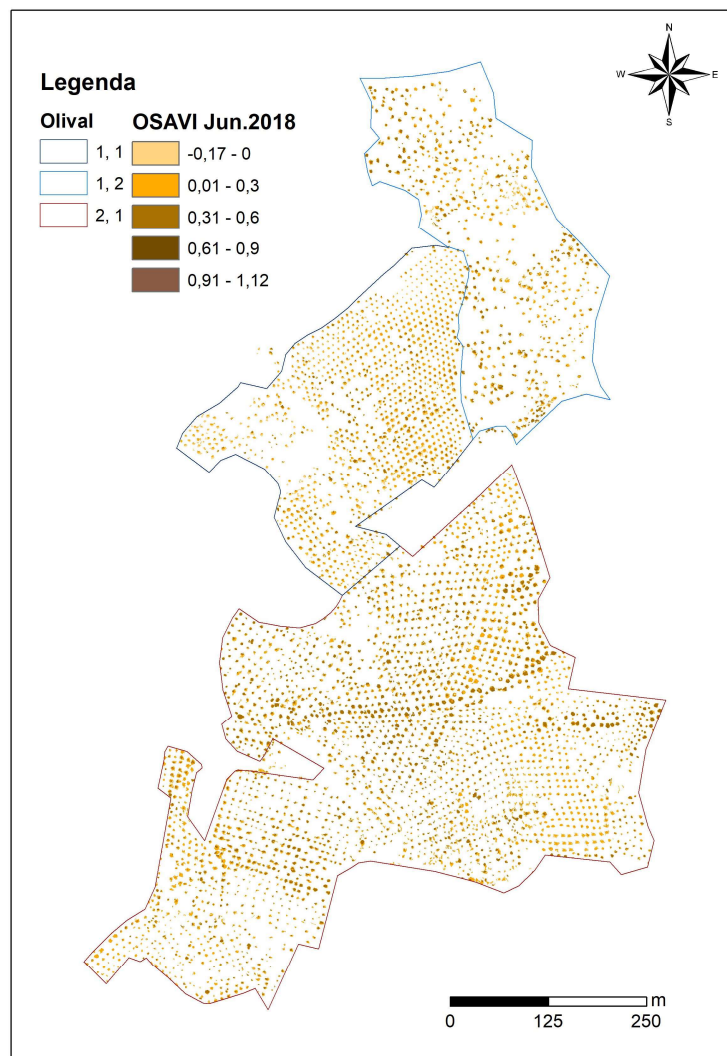 N
W E
S
Legenda
Olival OSAVI Jun.2018
1, 1 -0,17 - 0
1, 2 0,01 - 0,3
2, 1 0,31 - 0,6
0,61 - 0,9
0,91 - 1,12
m
0 125 250